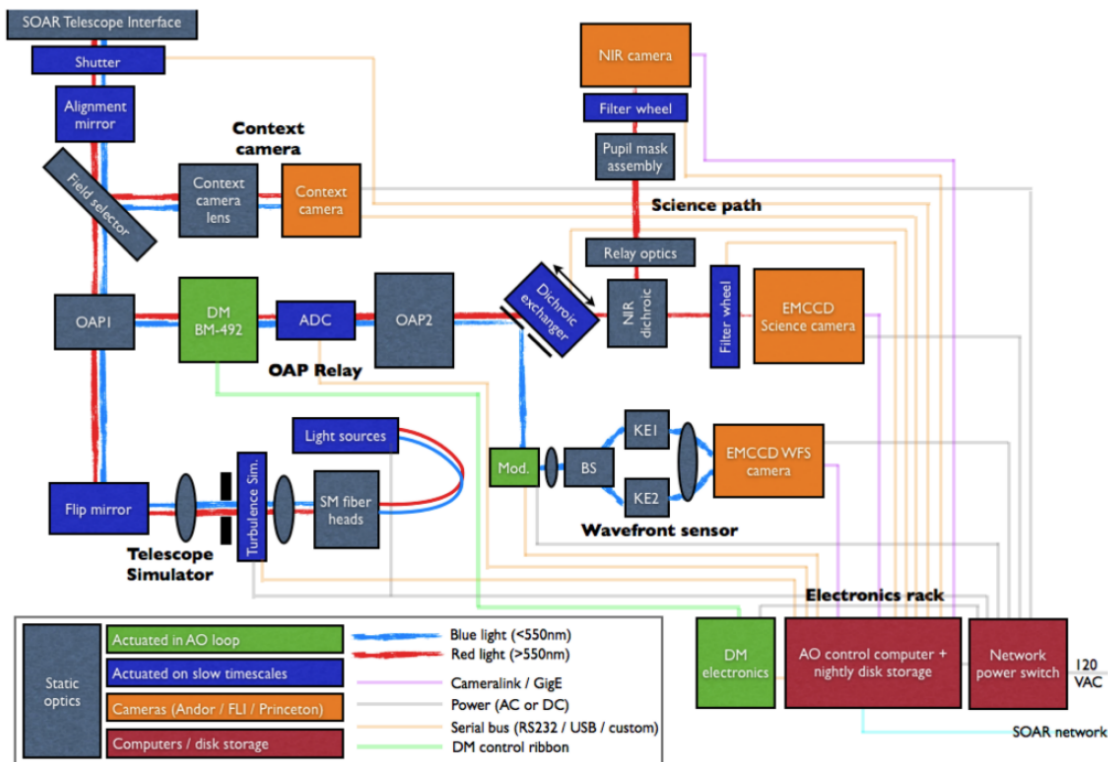 SOAR Telescope Interface
Shutter
Alignment
mirror
Field selector
Context
camera
Context
camera
lens
Context
camera
NIR camera
Filter wheel
Pupil mask
assembly
Science path
Relay optics
Dichroic
exchanger
NIR
dichroic
Filter wheel
EMCCD
Science camera
OAP1
DM
BM-492
ADC
OAP2
OAP Relay
Light sources
Flip mirror
Turbulence Sim.
SM fiber
heads
Telescope
Simulator
Mod.
BS
KE1
KE2
EMCCD WFS
camera
Wavefront sensor
Electronics rack
DM
electronics
AO control computer +
nightly disk storage
Network
power switch
120
VAC
SOAR network
Static
optics
Actuated in AO loop
Actuated on slow timescales
Cameras (Andor / FLI / Princeton)
Computers / disk storage
Blue light (<550nm)
Red light (>550nm)
Cameralink / GigE
Power (AC or DC)
Serial bus (RS232 / USB / custom)
DM control ribbon